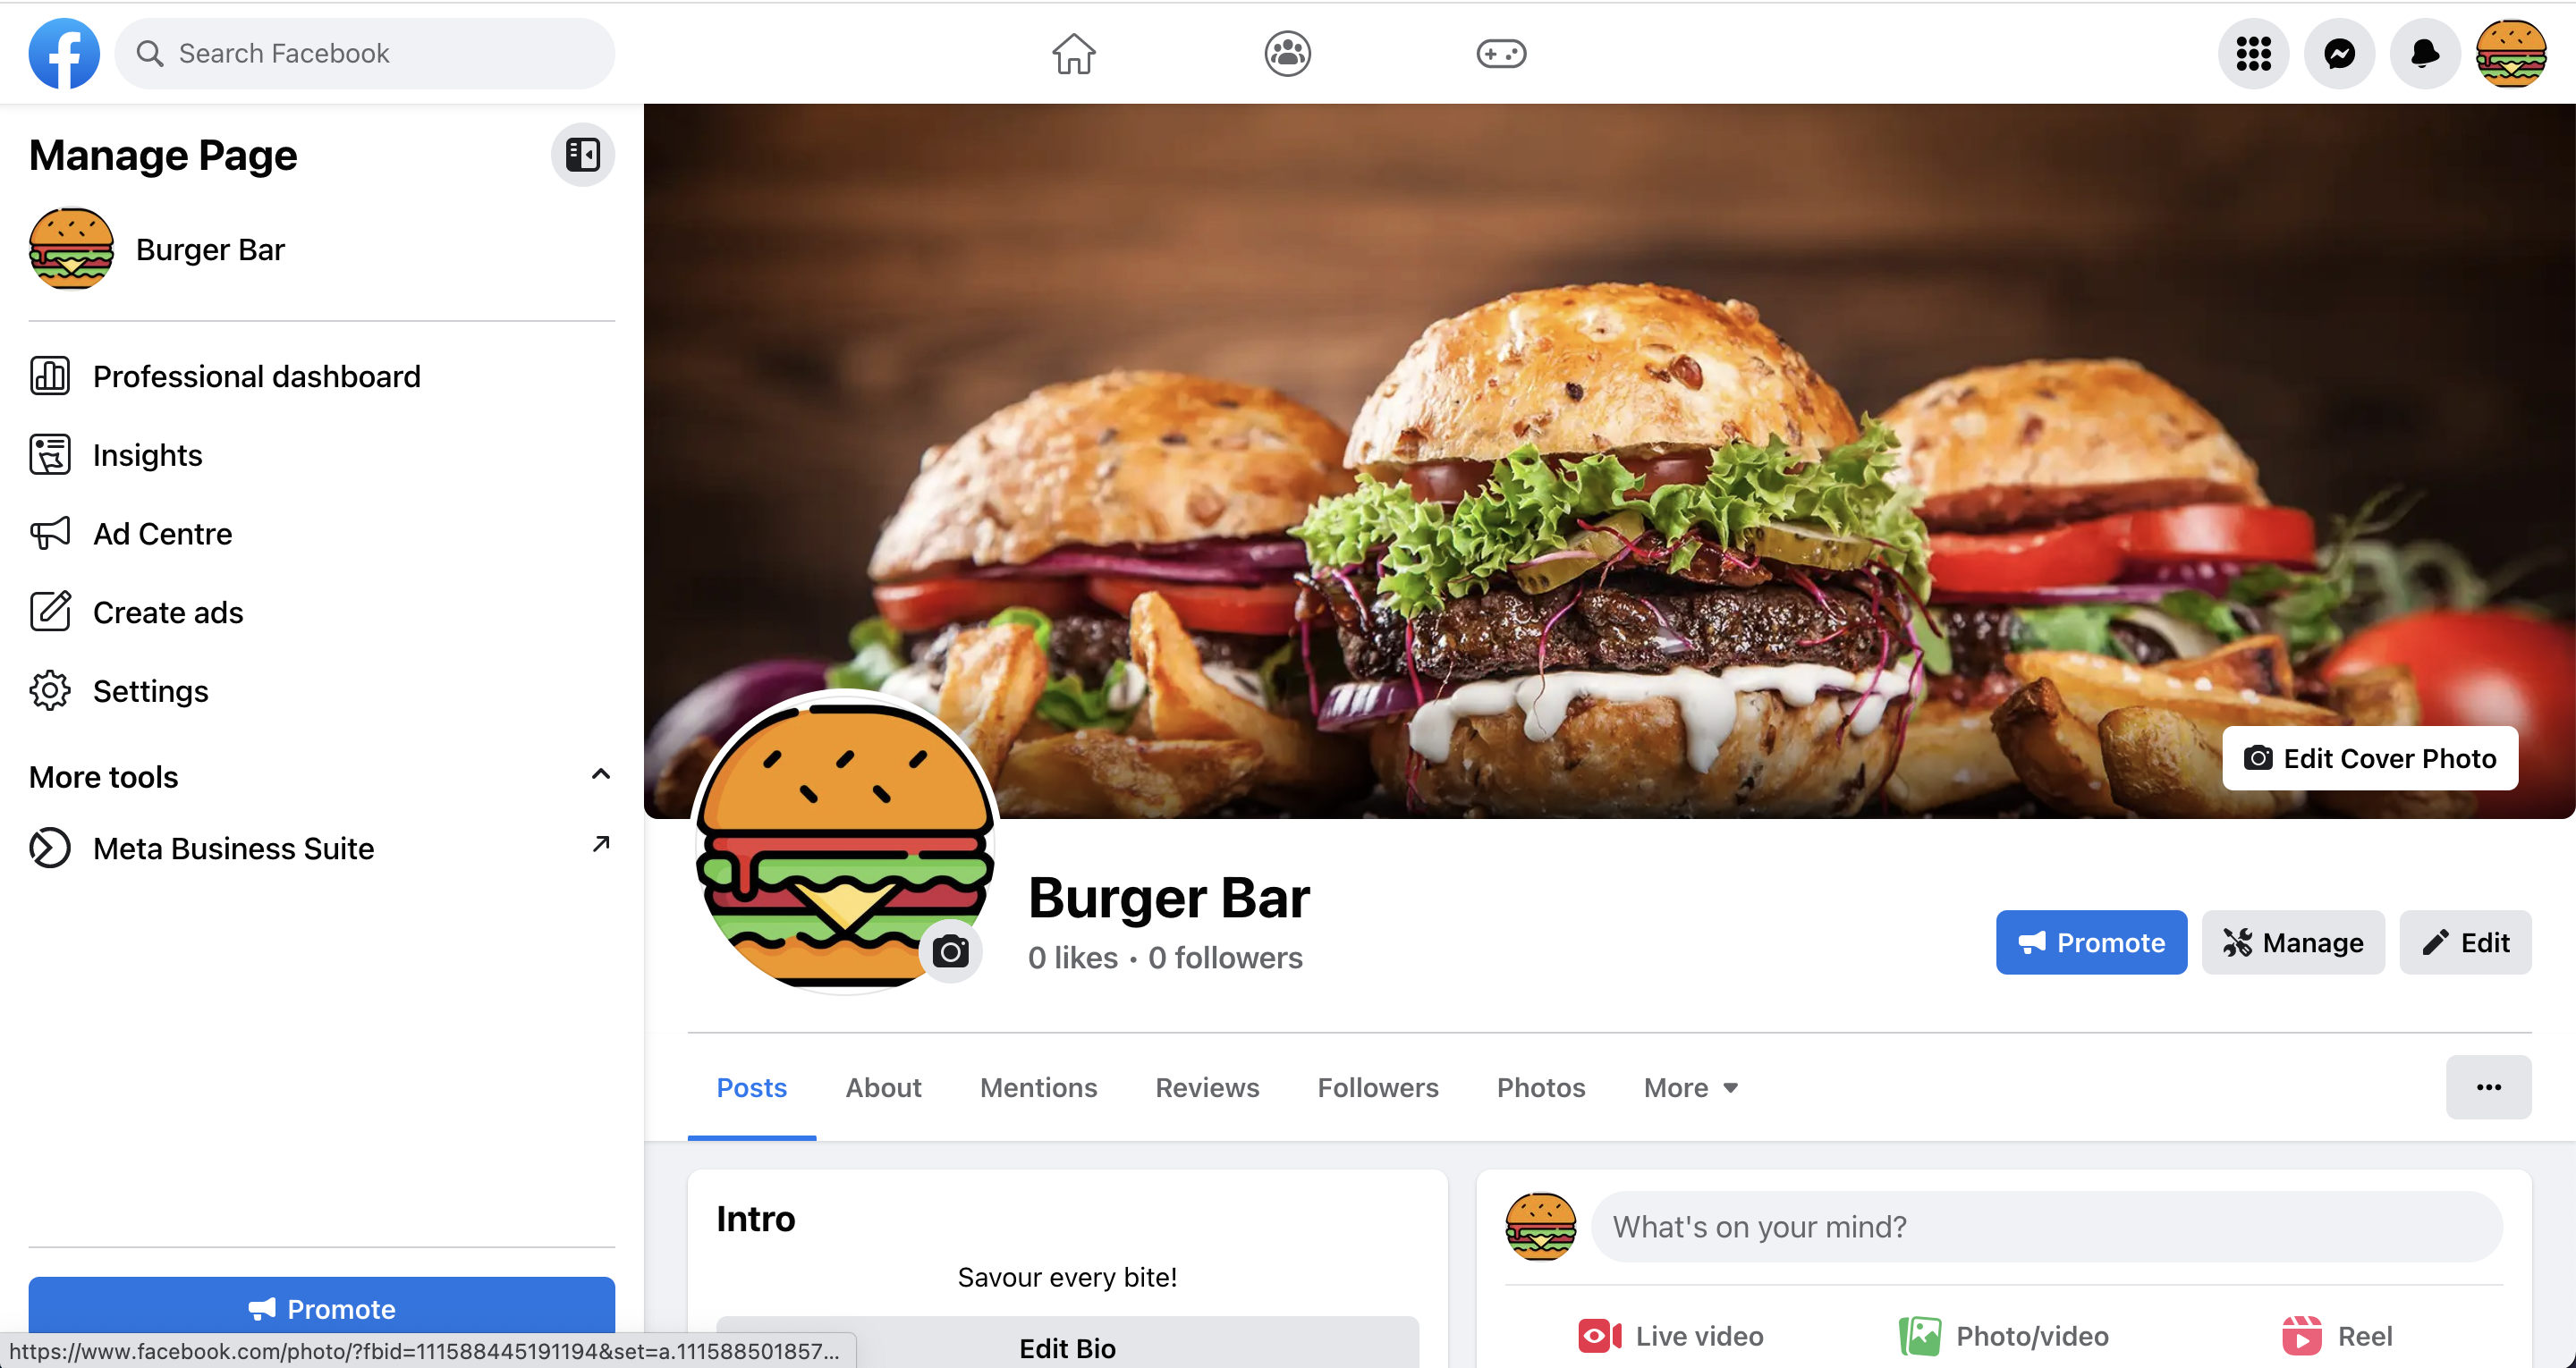 Search Facebook
Manage Page
Burger Bar
Professional dashboard
Insights
Ad Centre
Create ads
Settings
More tools
Meta Business Suite
Promote
https://www.facebook.com/photo/?fbid=111588445191194&set=a.111588501857...
Edit Cover Photo
Burger Bar
0 likes • 0 followers
Promote
Manage
Edit
Posts
About
Mentions
Reviews
Followers
Photos
More
Intro
Savour every bite!
Edit Bio
What's on your mind?
Live video
Photo/video
Reel